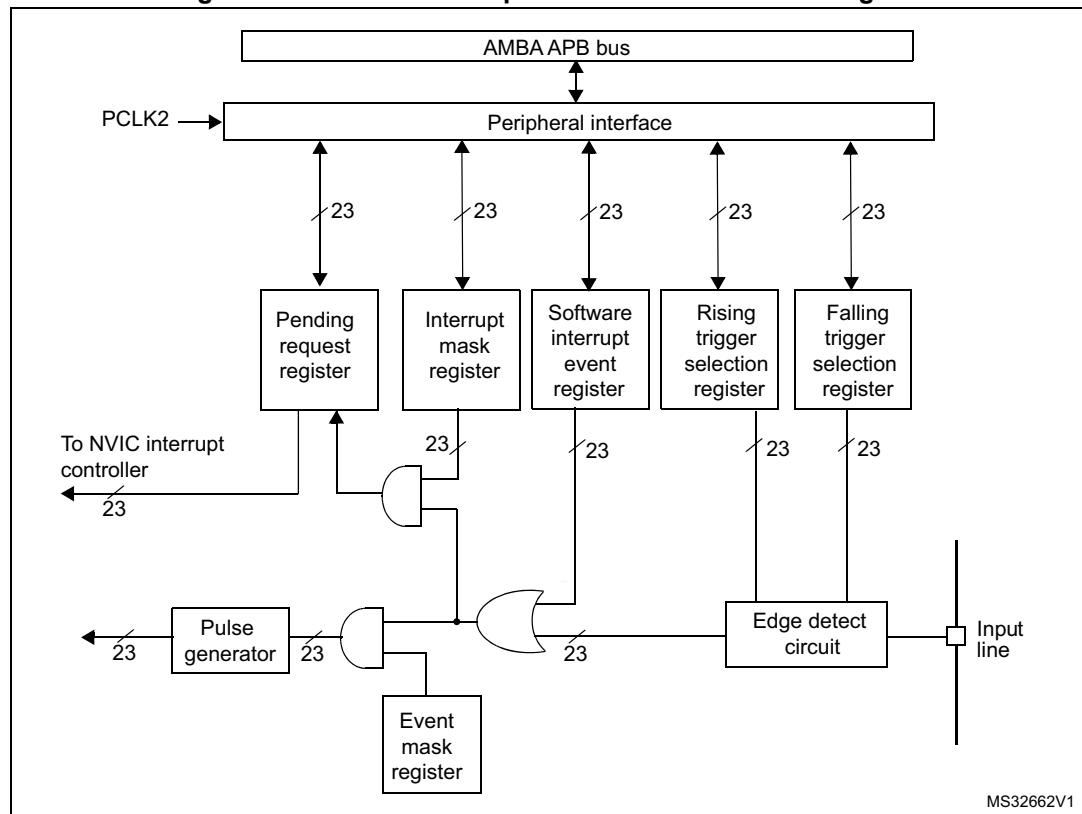 AMBA APB bus
PCLK2
Peripheral interface
23
23
23
23
23
Pending
request
register
Interrupt
mask
register
Software
interrupt
event
register
Rising
trigger
selection
register
Falling
trigger
selection
register
To NVIC interrupt
controller
23
23
23
23
23
Pulse
generator
23
23
23
Edge detect
circuit
Input
line
Event
mask
register
MS32662V1